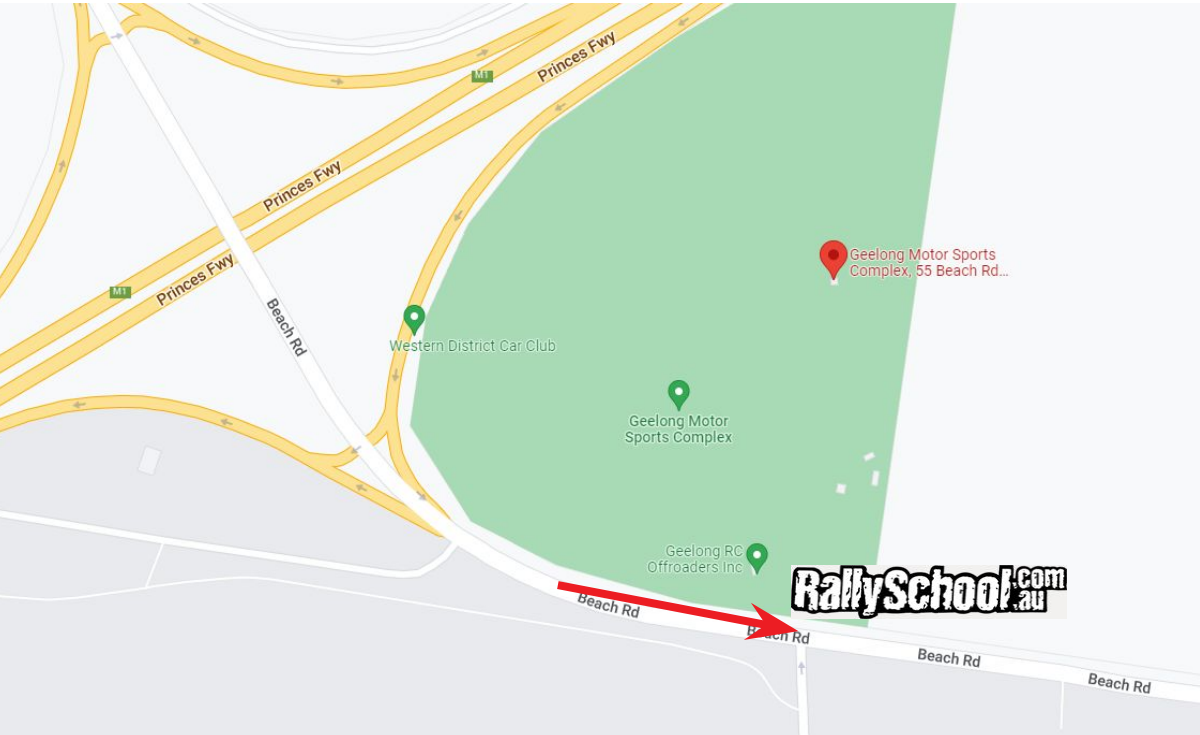 M1
Princes Fwy
Princes Fwy
Geelong Motor Sports
Complex, 55 Beach Rd...
Princes Fwy
M1
Beach Rd
Western District Car Club
Geelong Motor
Sports Complex
Geelong RC
Offroaders Inc
RallySchool.com
.au
Beach Rd
Beach Rd
Beach Rd
Beach Rd